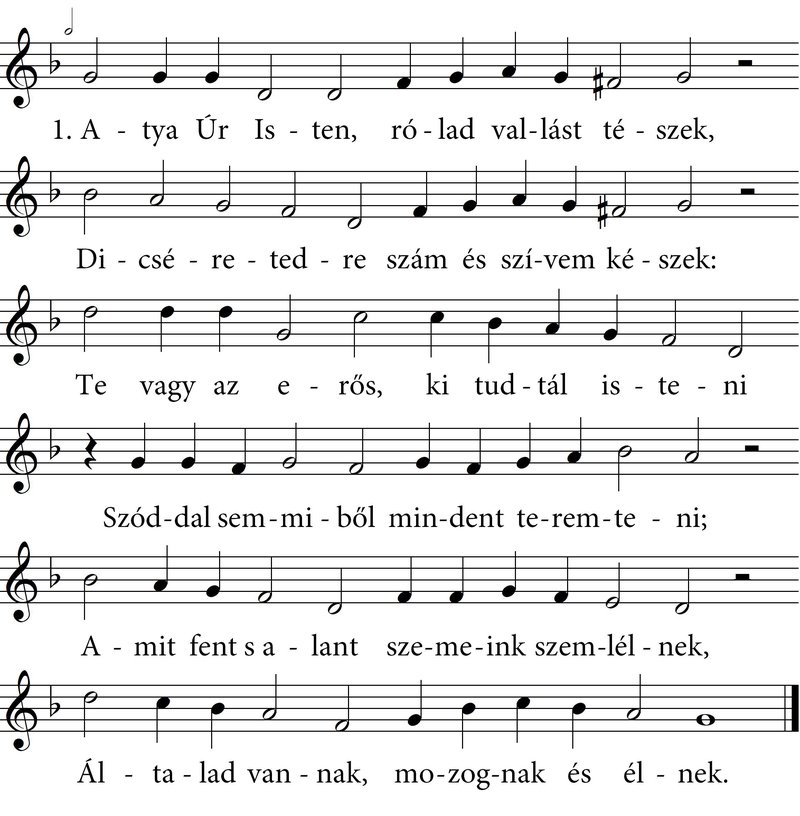 1. A - tya Úr Is - ten, ró - lad val - lást té - szek,
Di - csé - re - ted - re szám és szí - vem ké - szek:
Te vagy az e - rős, ki tud - tál is - te - ni
Szód - dal sem - mi - ből min - dent te - rem - te - ni;
A - mit fent s a - lant sze - me - ink szem - lél - nek,
Ál - ta - lad van - nak, mo - zog - nak és él - nek.